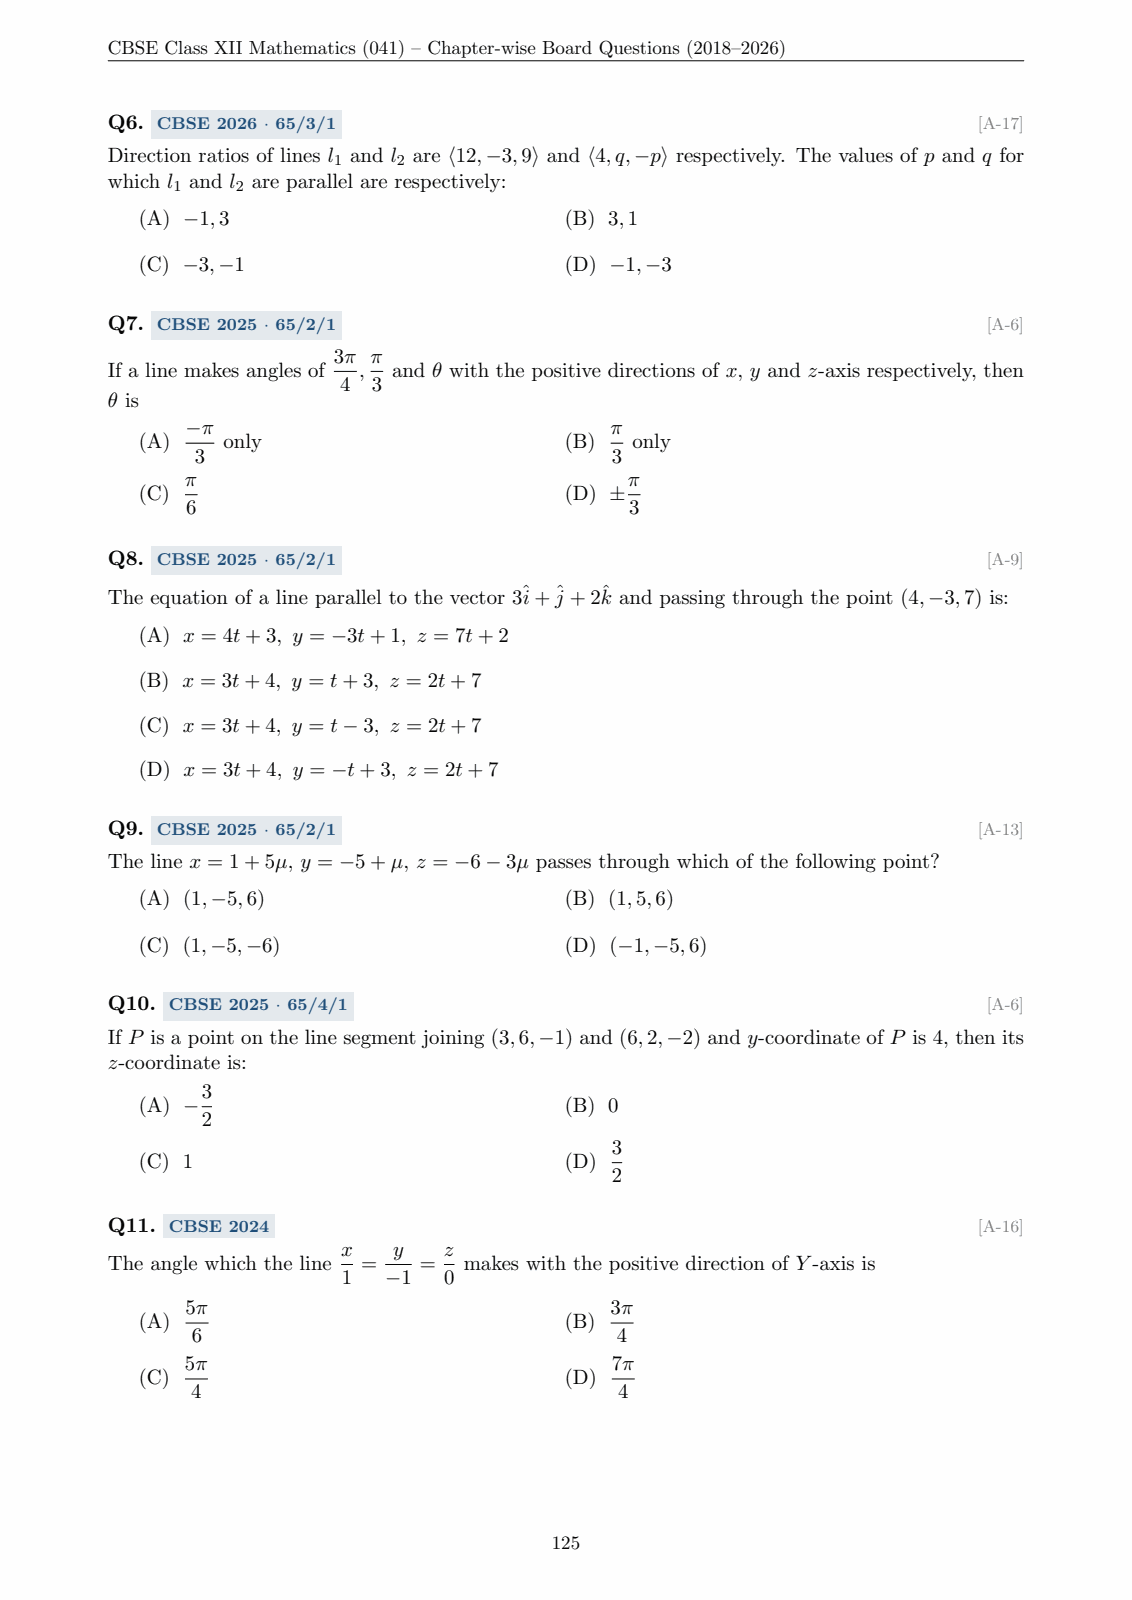 CBSE Class XII Mathematics (041) – Chapter-wise Board Questions (2018–2026)
Q6. CBSE 2026 · 65/3/1 [A-17]
Direction ratios of lines l₁ and l₂ are ⟨12, −3, 9⟩ and ⟨4, q, −p⟩ respectively. The values of p and q for
which l₁ and l₂ are parallel are respectively:
(A) −1, 3 (B) 3, 1
(C) −3, −1 (D) −1, −3
Q7. CBSE 2025 · 65/2/1 [A-6]
If a line makes angles of 3π/4, π/3 and θ with the positive directions of x, y and z-axis respectively, then
θ is
(A) −π/3 only (B) π/3 only
(C) π/6 (D) ±π/3
Q8. CBSE 2025 · 65/2/1 [A-9]
The equation of a line parallel to the vector 3î + ĵ + 2k̂ and passing through the point (4, −3, 7) is:
(A) x = 4t + 3, y = −3t + 1, z = 7t + 2
(B) x = 3t + 4, y = t + 3, z = 2t + 7
(C) x = 3t + 4, y = t − 3, z = 2t + 7
(D) x = 3t + 4, y = −t + 3, z = 2t + 7
Q9. CBSE 2025 · 65/2/1 [A-13]
The line x = 1 + 5μ, y = −5 + μ, z = −6 − 3μ passes through which of the following point?
(A) (1, −5, 6) (B) (1, 5, 6)
(C) (1, −5, −6) (D) (−1, −5, 6)
Q10. CBSE 2025 · 65/4/1 [A-6]
If P is a point on the line segment joining (3, 6, −1) and (6, 2, −2) and y-coordinate of P is 4, then its
z-coordinate is:
(A) −3/2 (B) 0
(C) 1 (D) 3/2
Q11. CBSE 2024 [A-16]
The angle which the line x/1 = y/−1 = z/0 makes with the positive direction of Y-axis is
(A) 5π/6 (B) 3π/4
(C) 5π/4 (D) 7π/4
125